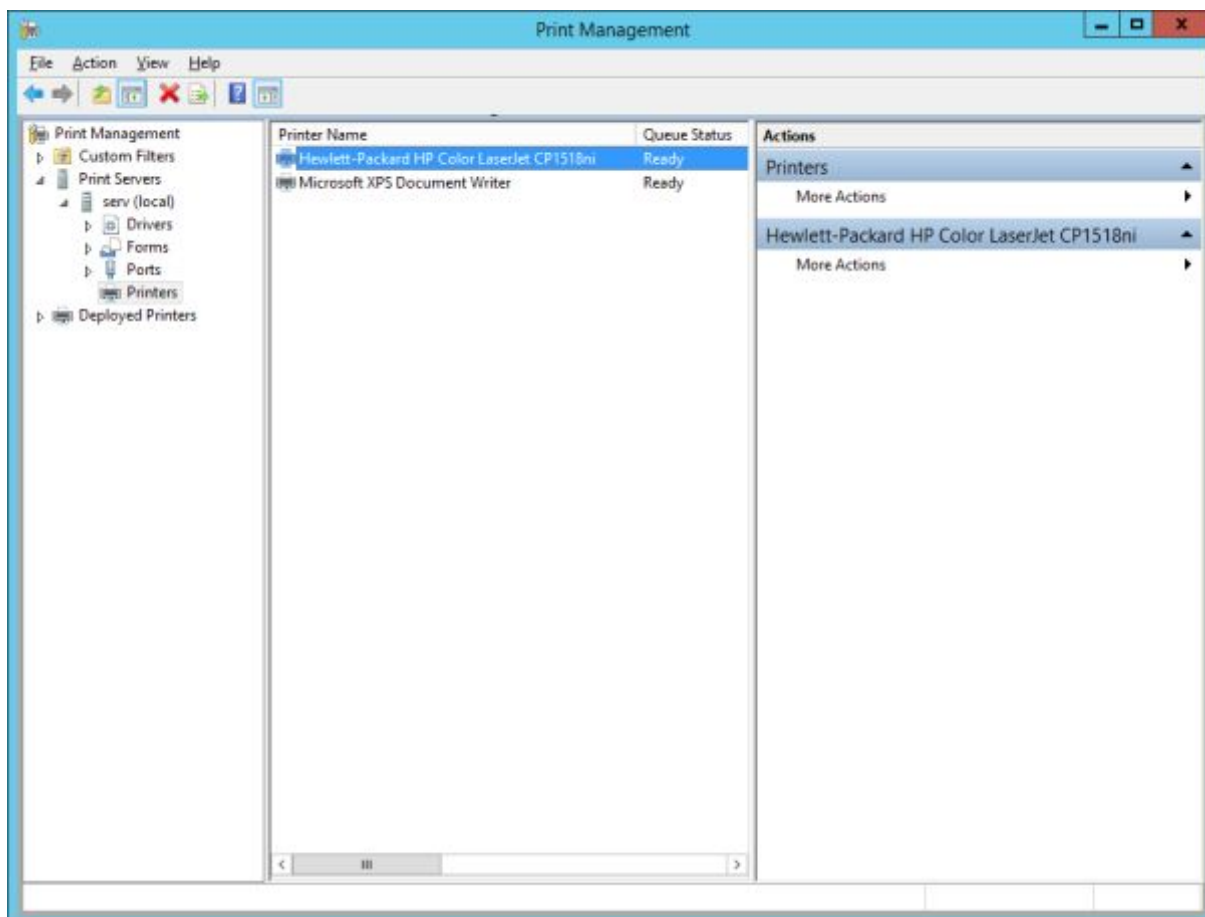 Print Management
File Action View Help
Print Management
Custom Filters
Print Servers
serv (local)
Drivers
Forms
Ports
Printers
Deployed Printers
Printer Name Queue Status
Hewlett-Packard HP Color LaserJet CP1518ni Ready
Microsoft XPS Document Writer Ready
Actions
Printers
More Actions
Hewlett-Packard HP Color LaserJet CP1518ni
More Actions